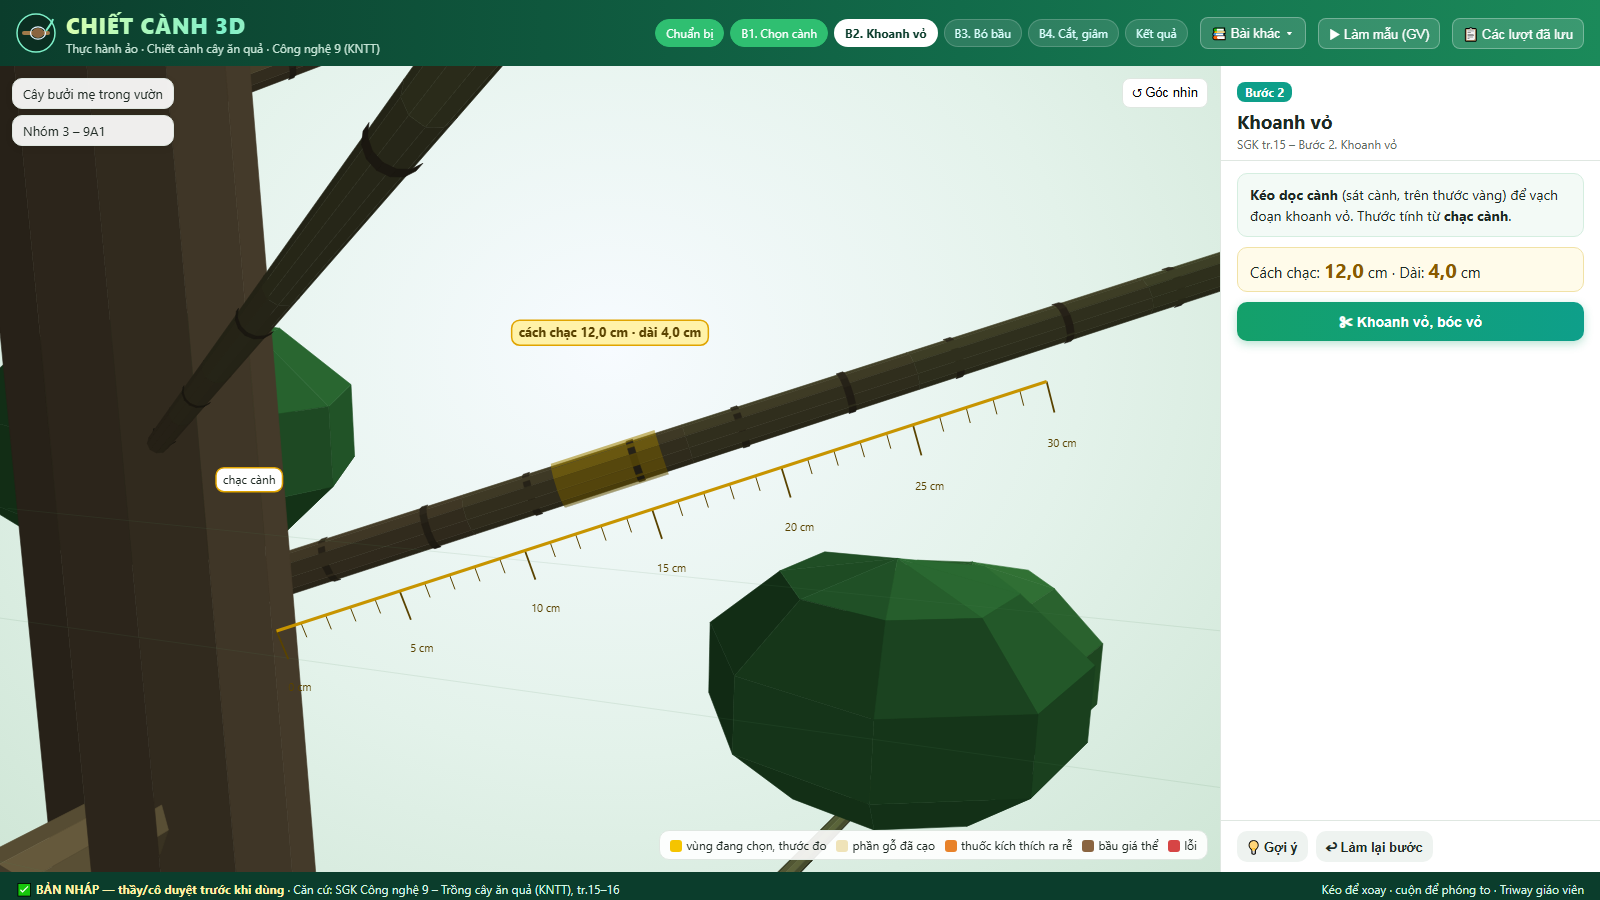 CHIẾT CÀNH 3D
Thực hành ảo · Chiết cành cây ăn quả · Công nghệ 9 (KNTT)
Chuẩn bị
B1. Chọn cành
B2. Khoanh vỏ
B3. Bó bầu
B4. Cắt, giâm
Kết quả
Bài khác
Làm mẫu (GV)
Các lượt đã lưu
Cây bưởi mẹ trong vườn
Nhóm 3 – 9A1
Góc nhìn
cách chạc 12,0 cm · dài 4,0 cm
chạc cành
30 cm
25 cm
20 cm
15 cm
10 cm
5 cm
cm
vùng đang chọn, thước đo
phần gỗ đã cạo
thuốc kích thích ra rễ
bầu giá thể
lỗi
Bước 2
Khoanh vỏ
SGK tr.15 – Bước 2. Khoanh vỏ
Kéo dọc cành (sát cành, trên thước vàng) để vạch
đoạn khoanh vỏ. Thước tính từ chạc cành.
Cách chạc: 12,0 cm · Dài: 4,0 cm
Khoanh vỏ, bóc vỏ
Gợi ý
Làm lại bước
BẢN NHÁP — thầy/cô duyệt trước khi dùng · Căn cứ: SGK Công nghệ 9 – Trồng cây ăn quả (KNTT), tr.15–16
Kéo để xoay · cuộn để phóng to · Triway giáo viên